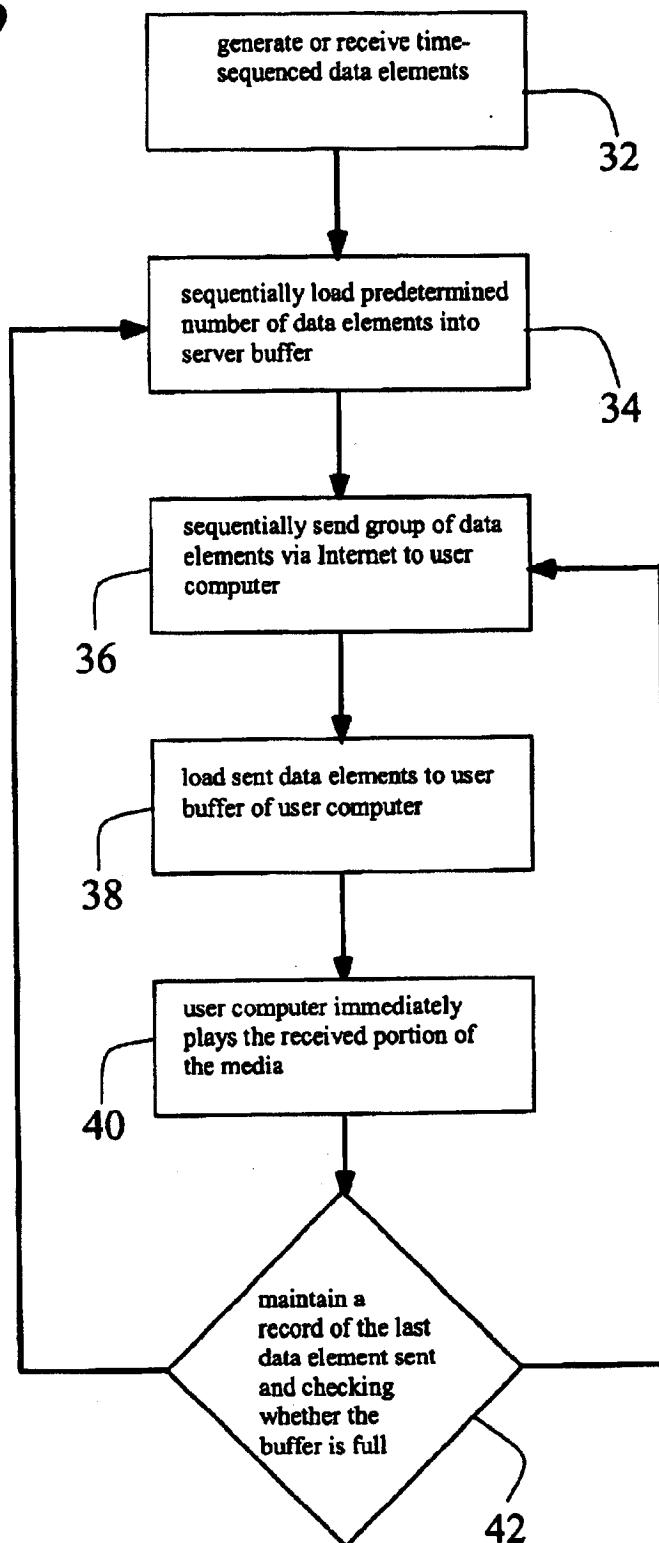 generate or receive time-
sequenced data elements
32
sequentially load predetermined
number of data elements into
server buffer
34
sequentially send group of data
elements via Internet to user
computer
36
load sent data elements to user
buffer of user computer
38
user computer immediately
plays the received portion of
the media
40
maintain a
record of the last
data element sent
and checking
whether the
buffer is full
42